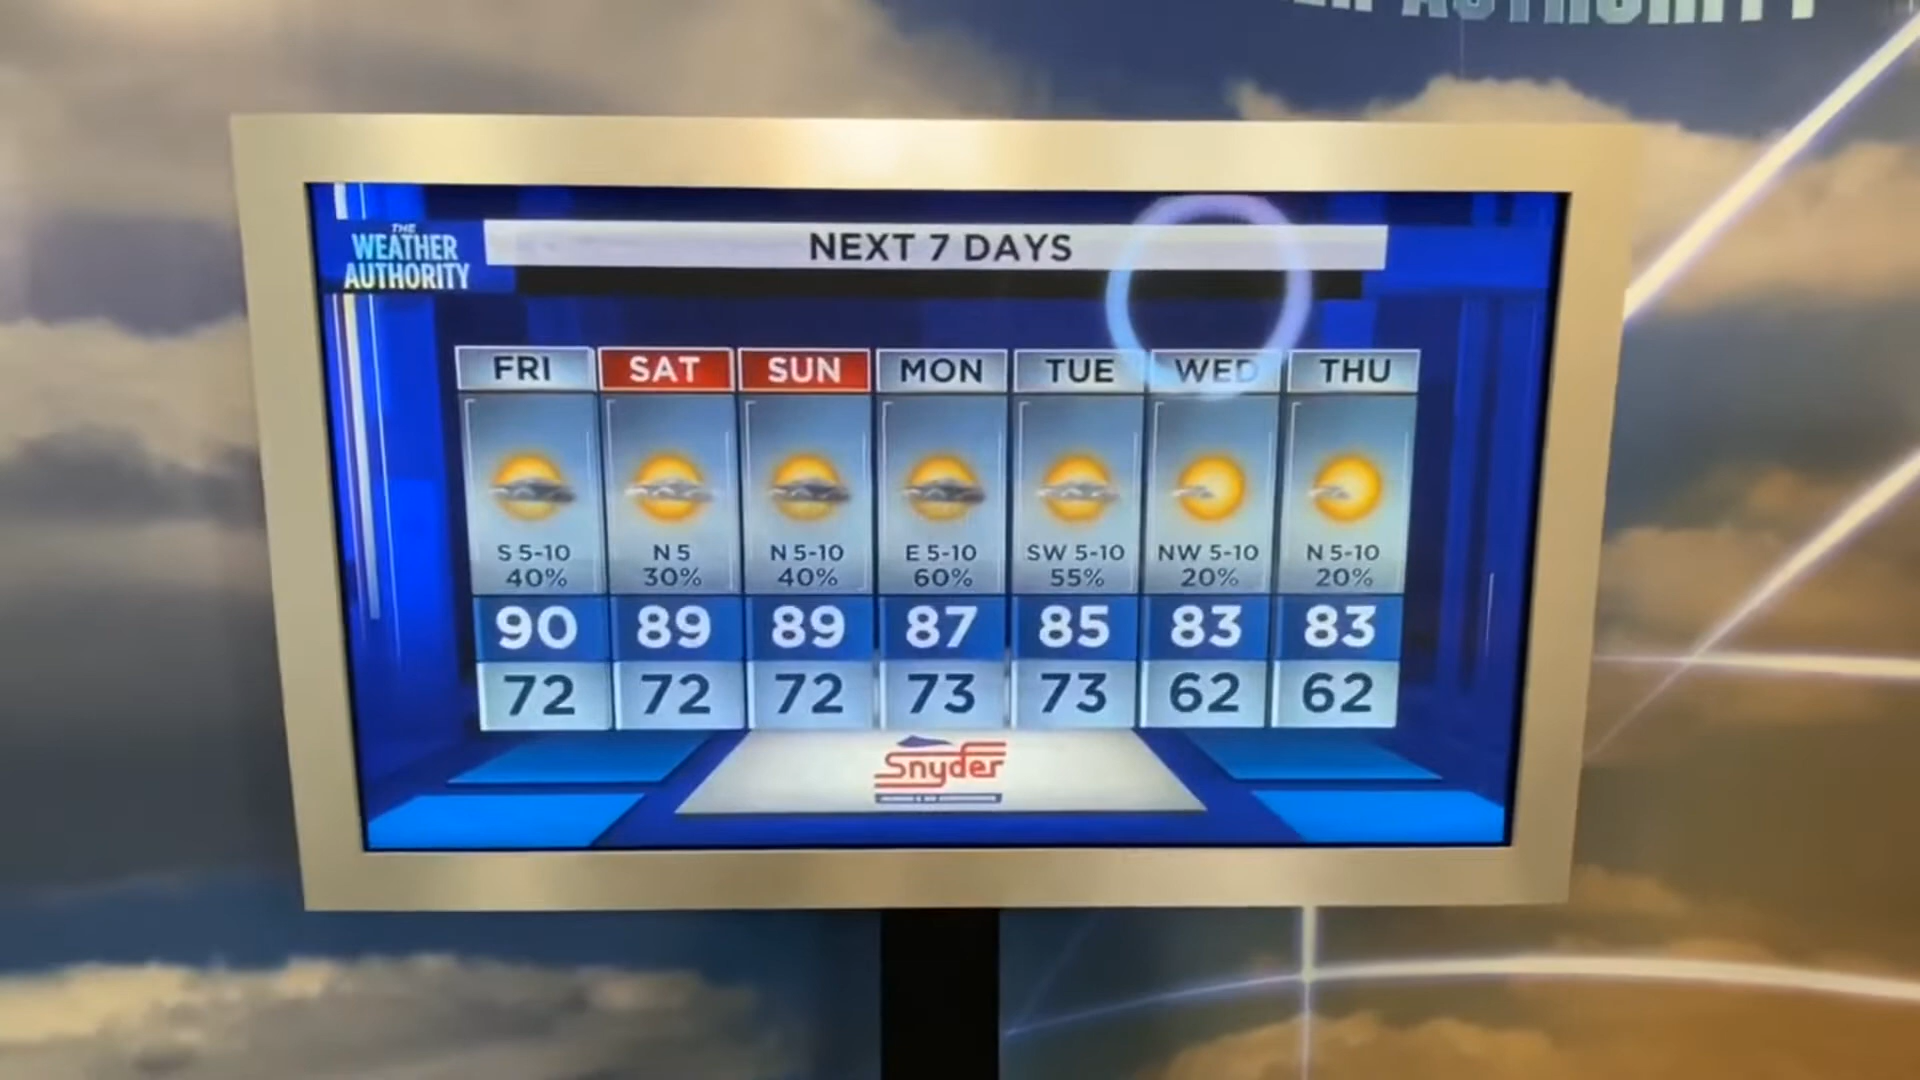 AUTHORITY
THE
WEATHER
AUTHORITY
NEXT 7 DAYS
FRI SAT SUN MON TUE WED THU
S 5-10 N 5 N 5-10 E 5-10 SW 5-10 NW 5-10 N 5-10
40% 30% 40% 60% 55% 20% 20%
90 89 89 87 85 83 83
72 72 72 73 73 62 62
Snyder